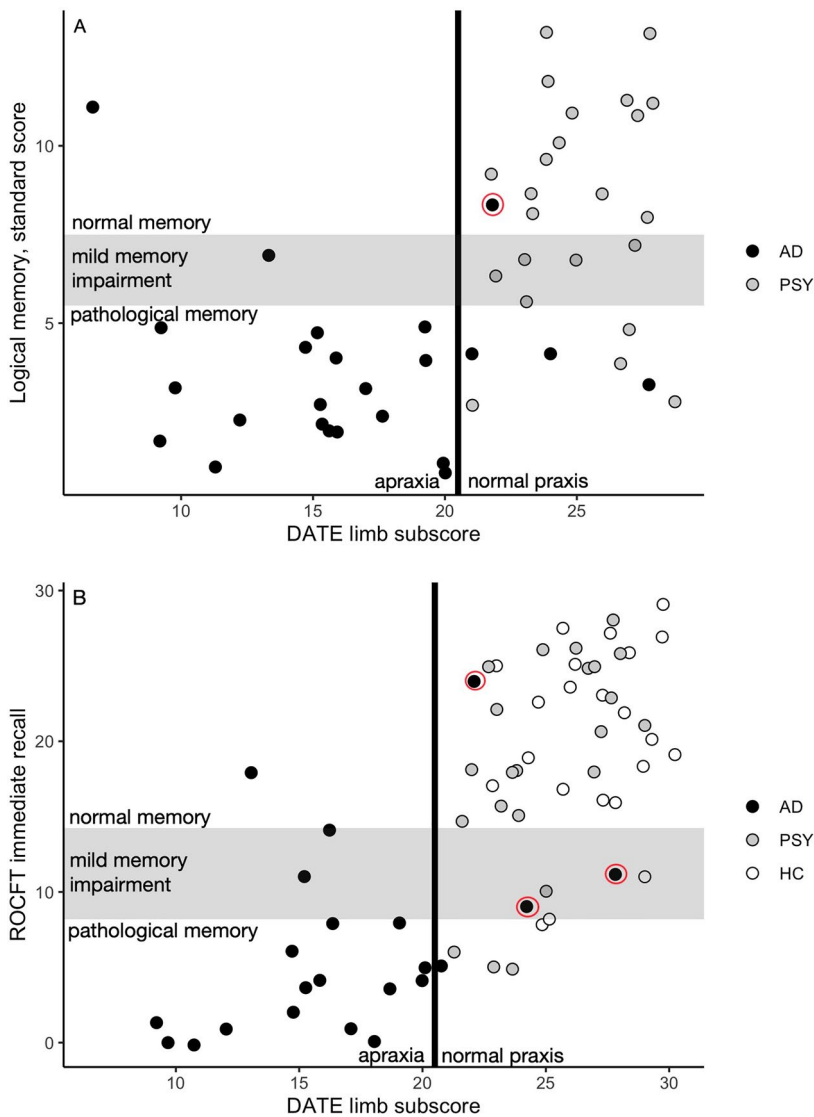 A
Logical memory, standard score
10
5
normal memory
mild memory
impairment
pathological memory
apraxia
normal praxis
10
15
20
25
DATE limb subscore
AD
PSY
B
ROCFT immediate recall
30
20
10
0
normal memory
mild memory
impairment
pathological memory
apraxia
normal praxis
10
15
20
25
30
DATE limb subscore
AD
PSY
HC